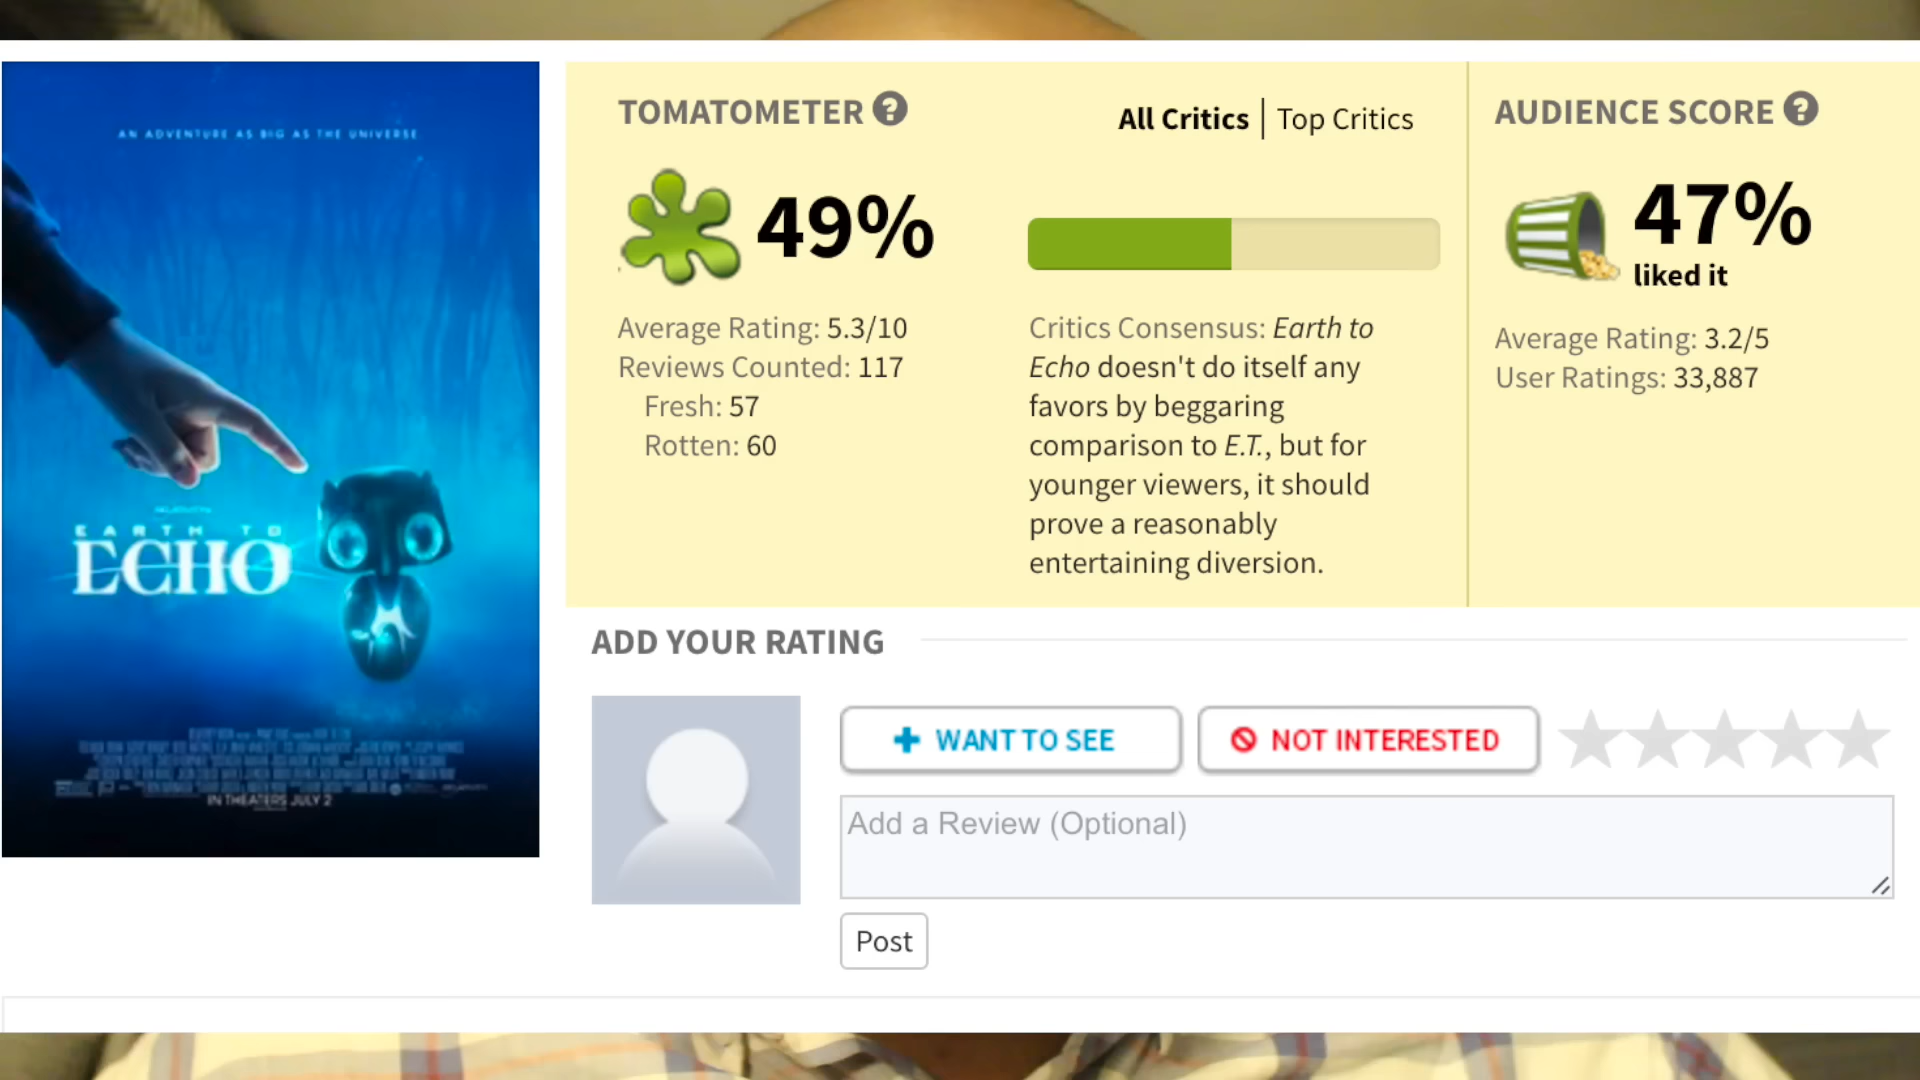 AN ADVENTURE AS BIG AS THE UNIVERSE
EARTH TO
ECHO
IN THEATERS JULY 2
TOMATOMETER ?
All Critics | Top Critics
49%
Average Rating: 5.3/10
Reviews Counted: 117
Fresh: 57
Rotten: 60
Critics Consensus: Earth to
Echo doesn't do itself any
favors by beggaring
comparison to E.T., but for
younger viewers, it should
prove a reasonably
entertaining diversion.
AUDIENCE SCORE ?
47%
liked it
Average Rating: 3.2/5
User Ratings: 33,887
ADD YOUR RATING
WANT TO SEE
NOT INTERESTED
Add a Review (Optional)
Post